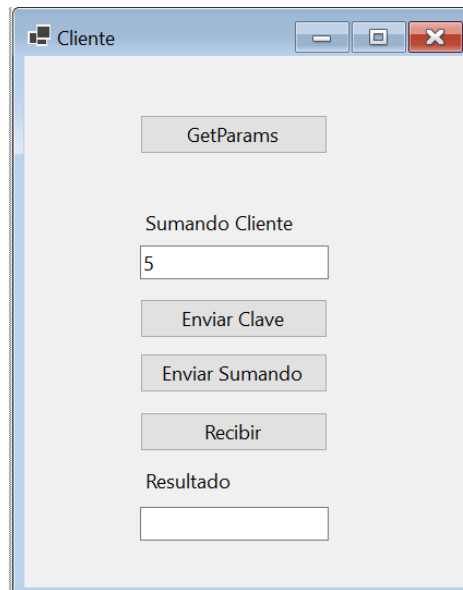 Cliente
GetParams
Sumando Cliente
5
Enviar Clave
Enviar Sumando
Recibir
Resultado